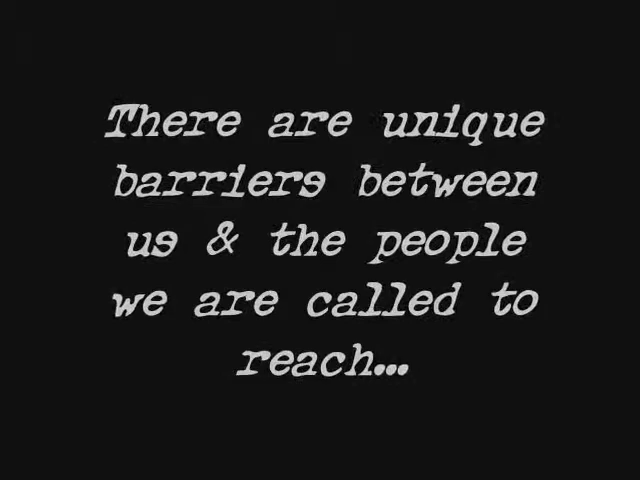 There are unique
barriers between
us & the people
we are called to
reach...